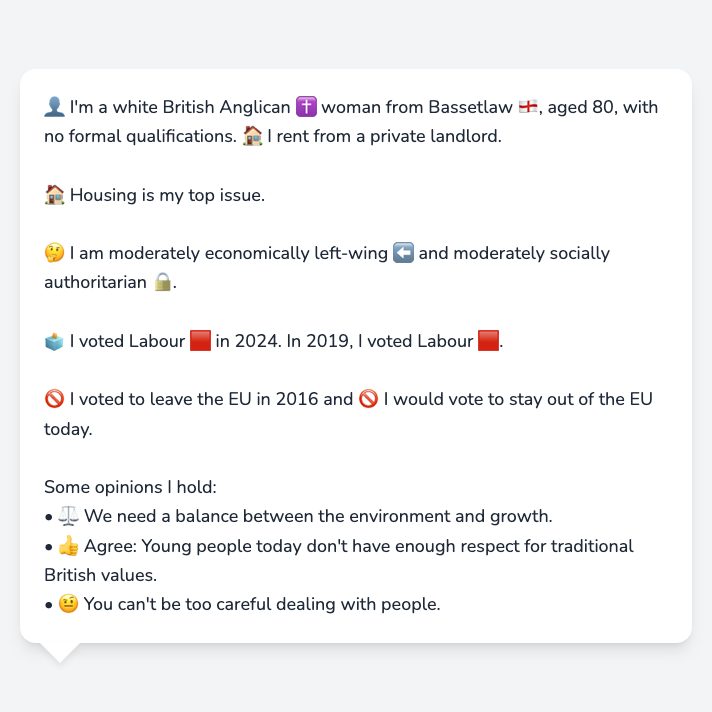 👤 I'm a white British Anglican ✝️ woman from Bassetlaw 🏴󠁧󠁢󠁥󠁮󠁧󠁿, aged 80, with
no formal qualifications. 🏠 I rent from a private landlord.
🏠 Housing is my top issue.
🤔 I am moderately economically left-wing ⬅️ and moderately socially
authoritarian 🔒.
🗳️ I voted Labour 🟥 in 2024. In 2019, I voted Labour 🟥.
🚫 I voted to leave the EU in 2016 and 🚫 I would vote to stay out of the EU
today.
Some opinions I hold:
• ⚖️ We need a balance between the environment and growth.
• 👍 Agree: Young people today don't have enough respect for traditional
British values.
• 🤨 You can't be too careful dealing with people.